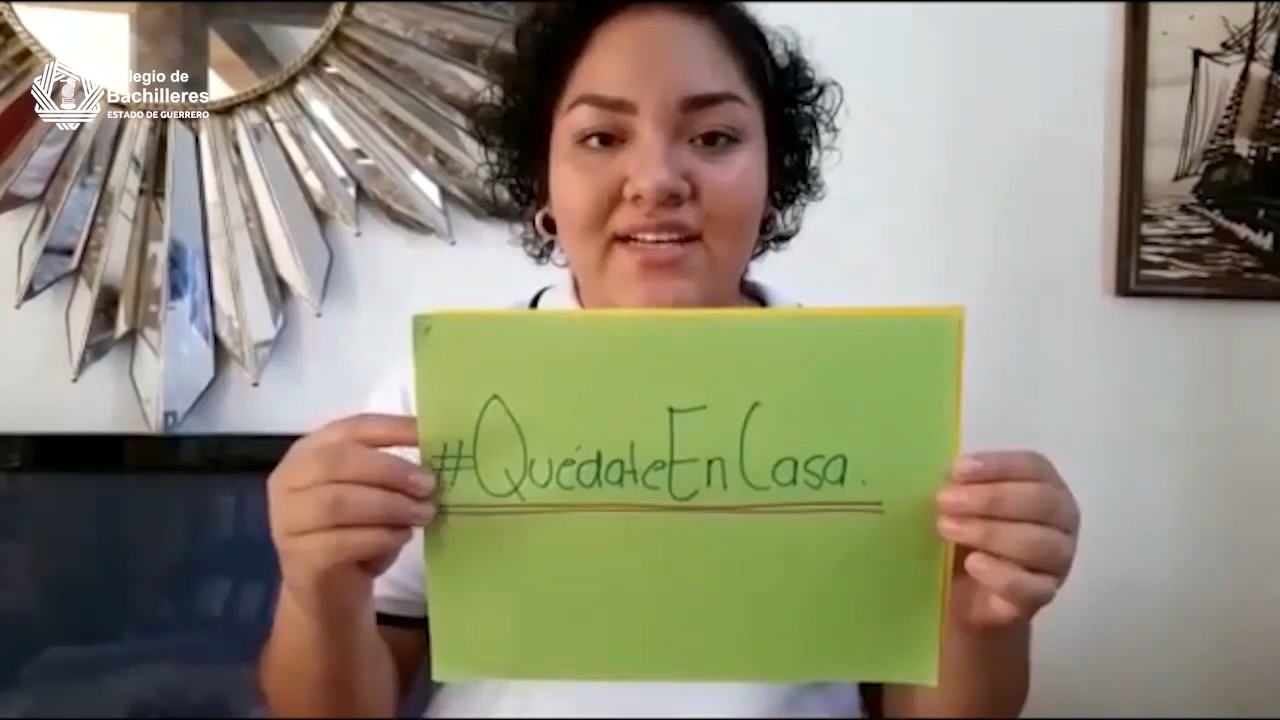 Colegio de
Bachilleres
ESTADO DE GUERRERO
#QuédateEnCasa.